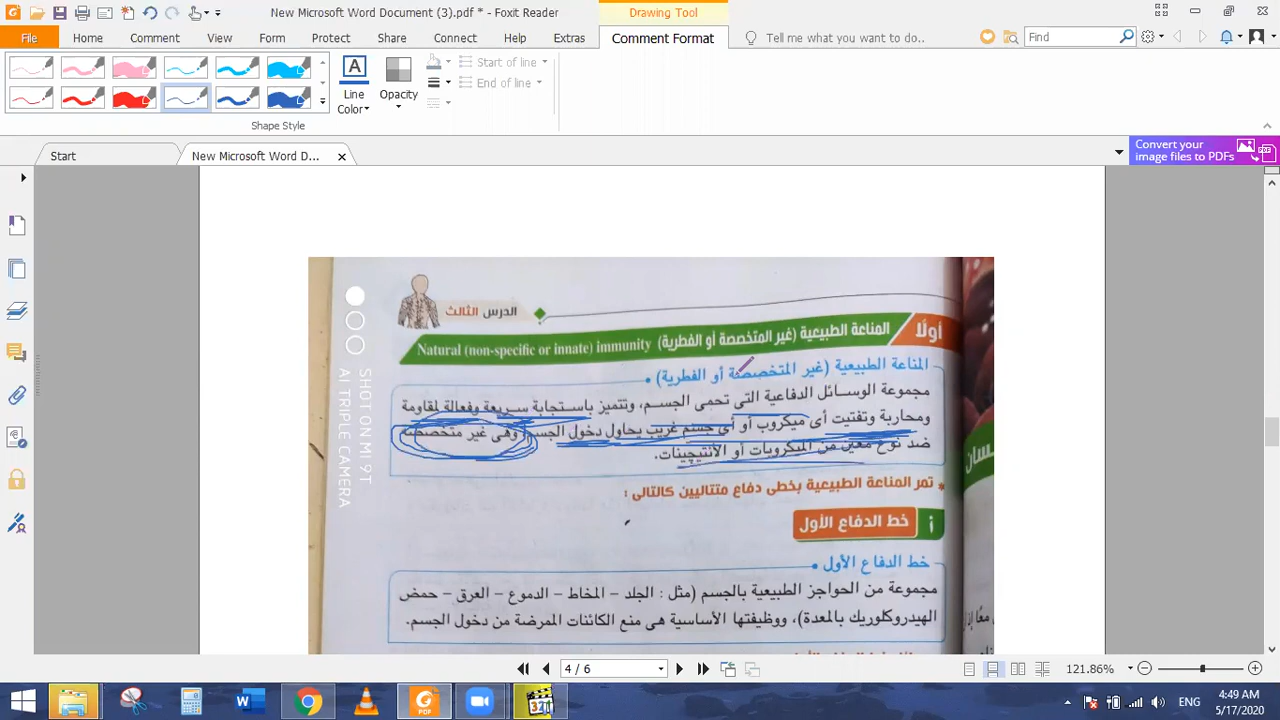 New Microsoft Word Document (3).pdf * - Foxit Reader
Drawing Tool
File Home Comment View Form Protect Share Connect Help Extras Comment Format Tell me what you want to do.. Find
Start of line
End of line
Line Color
Opacity
Shape Style
Start
New Microsoft Word D...
Convert your image files to PDFs
الدرس الثالث
أولًا المناعة الطبيعية (غير المتخصصة أو الفطرية) Natural (non-specific or innate) immunity
المناعة الطبيعية (غير المتخصصة أو الفطرية)
مجموعة الوسائل الدفاعية التى تحمى الجسم، وتتميز باستجابة سريعة وفعالة لمقاومة
ومحاربة وتفتيت أى ميكروب أو أى جسم غريب يحاول دخول الجسم وهى غير متخصصة
ضد نوع معين من الميكروبات أو الأنتيچينات.
* تمر المناعة الطبيعية بخطى دفاع متتاليين كالتالى :
أ خط الدفاع الأول
خط الدفاع الأول
مجموعة من الحواجز الطبيعية بالجسم (مثل : الجلد – المخاط – الدموع – العرق – حمض
الهيدروكلوريك بالمعدة)، ووظيفتها الأساسية هى منع الكائنات الممرضة من دخول الجسم.
SHOT ON MI 9T
AI TRIPLE CAMERA
4 / 6
121.86%
ENG
4:49 AM
5/17/2020